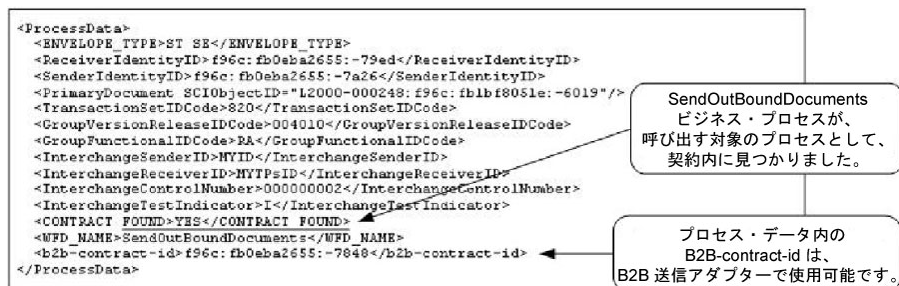 <ProcessData>
<ENVELOPE_TYPE>ST SE</ENVELOPE_TYPE>
<ReceiverIdentityID>f96c:fb0eba2655:-79ed</ReceiverIdentityID>
<SenderIdentityID>f96c:fb0eba2655:-7a26</SenderIdentityID>
<PrimaryDocument SCIObjectID="L2000-000248:f96c:fb1bf8051e:-6019"/>
<TransactionSetIDCode>820</TransactionSetIDCode>
<GroupVersionReleaseIDCode>004010</GroupVersionReleaseIDCode>
<GroupFunctionalIDCode>RA</GroupFunctionalIDCode>
<InterchangeSenderID>MYID</InterchangeSenderID>
<InterchangeReceiverID>MYTPsID</InterchangeReceiverID>
<InterchangeControlNumber>000000002</InterchangeControlNumber>
<InterchangeTestIndicator>I</InterchangeTestIndicator>
<CONTRACT_FOUND>YES</CONTRACT_FOUND>
<WFD_NAME>SendOutBoundDocuments</WFD_NAME>
<b2b-contract-id>f96c:fb0eba2655:-7848</b2b-contract-id>
</ProcessData>
SendOutBoundDocuments
ビジネス・プロセスが、
呼び出す対象のプロセスとして、
契約内に見つかりました。
プロセス・データ内の
B2B-contract-id は、
B2B 送信アダプターで使用可能です。